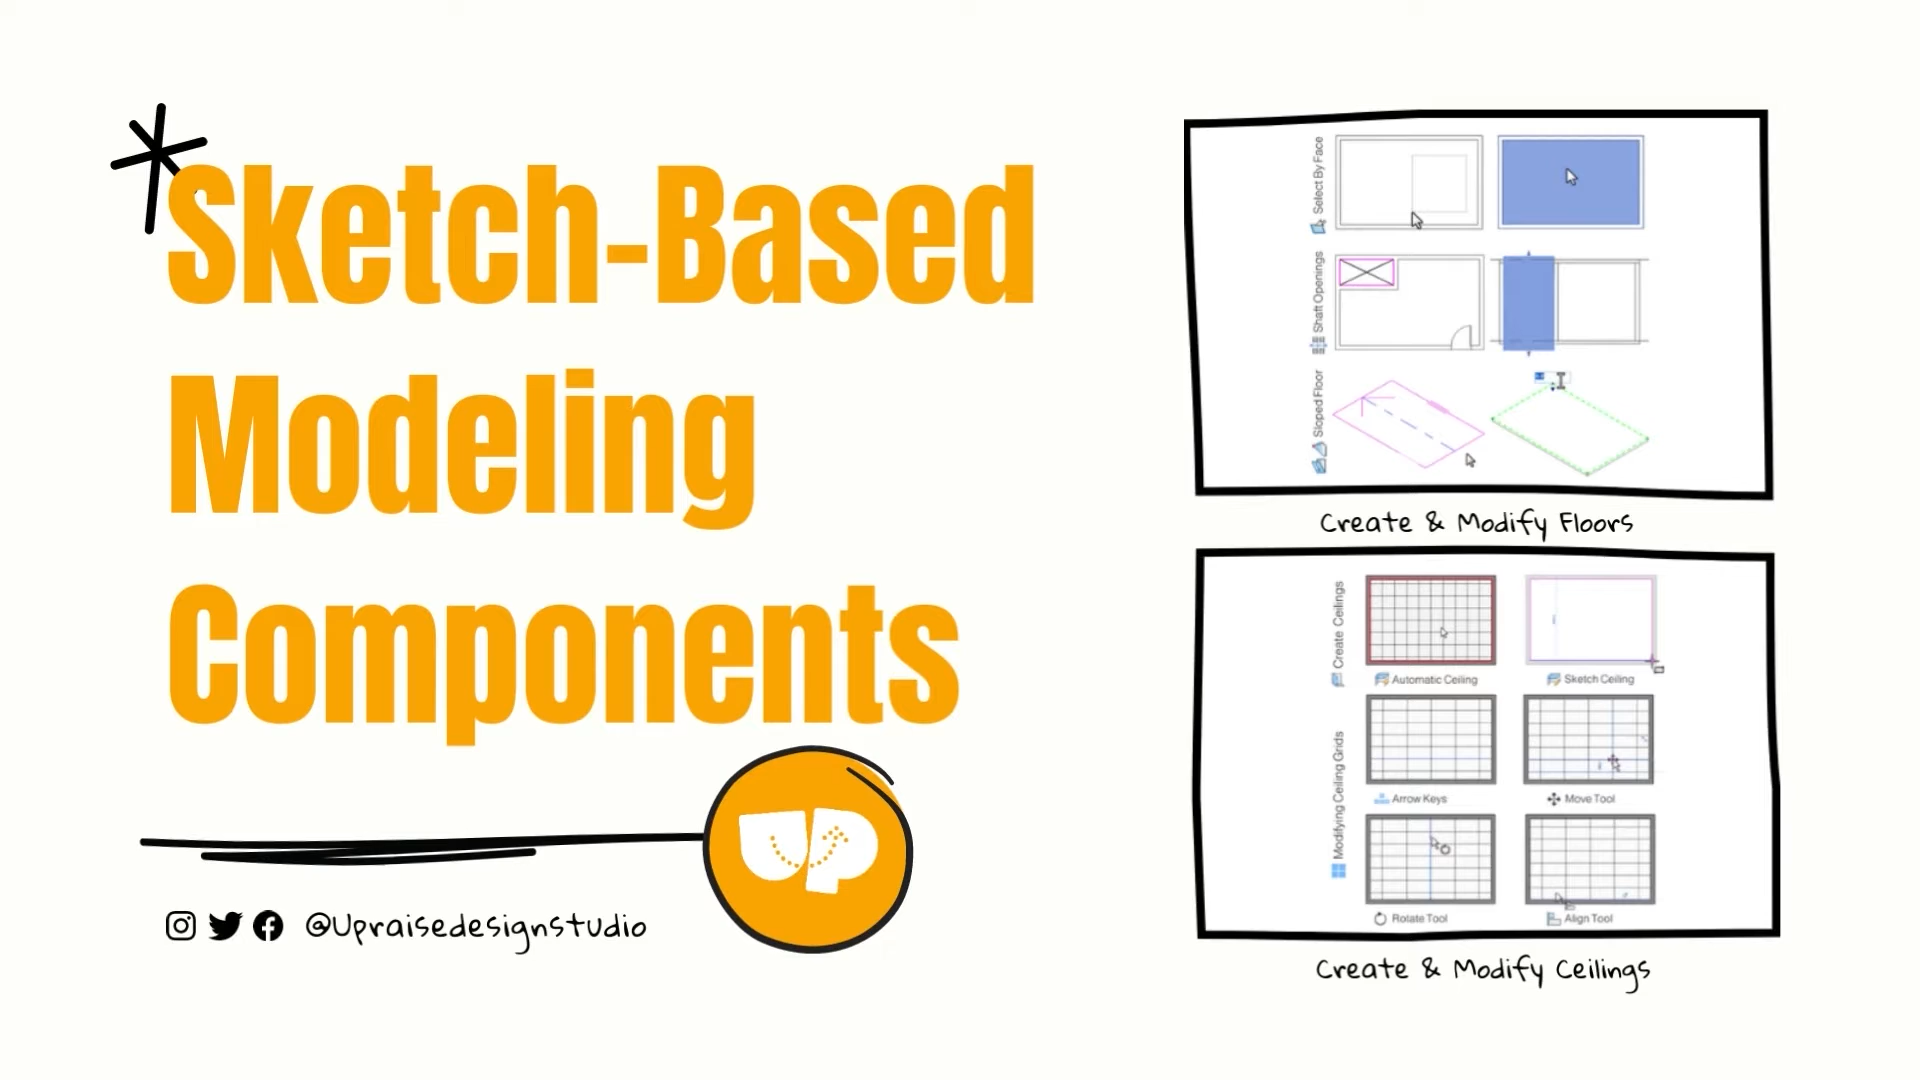 Sketch-Based
Modeling
Components
UP
@Upraisedesignstudio
Select By Face
Shaft Openings
Sloped Floor
Create & Modify Floors
Create Ceilings
Automatic Ceiling
Sketch Ceiling
Modifying Ceiling Grids
Arrow Keys
Move Tool
Rotate Tool
Align Tool
Create & Modify Ceilings